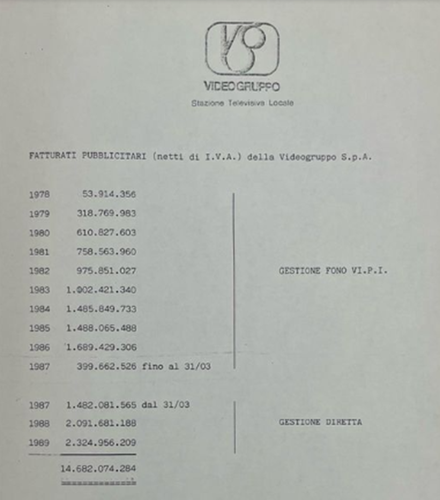 VIDEOGRUPPO
Stazione Televisiva Locale
FATTURATI PUBBLICITARI (netti di I.V.A.) della Videogruppo S.p.A.
1978 53.914.356
1979 318.769.983
1980 610.827.603
1981 758.563.960
1982 975.851.027 GESTIONE FONO VI.P.I.
1983 1.002.421.340
1984 1.485.849.733
1985 1.488.065.488
1986 1.689.429.306
1987 399.662.526 fino al 31/03
1987 1.482.081.565 dal 31/03
1988 2.091.681.188 GESTIONE DIRETTA
1989 2.324.956.209
14.682.074.284